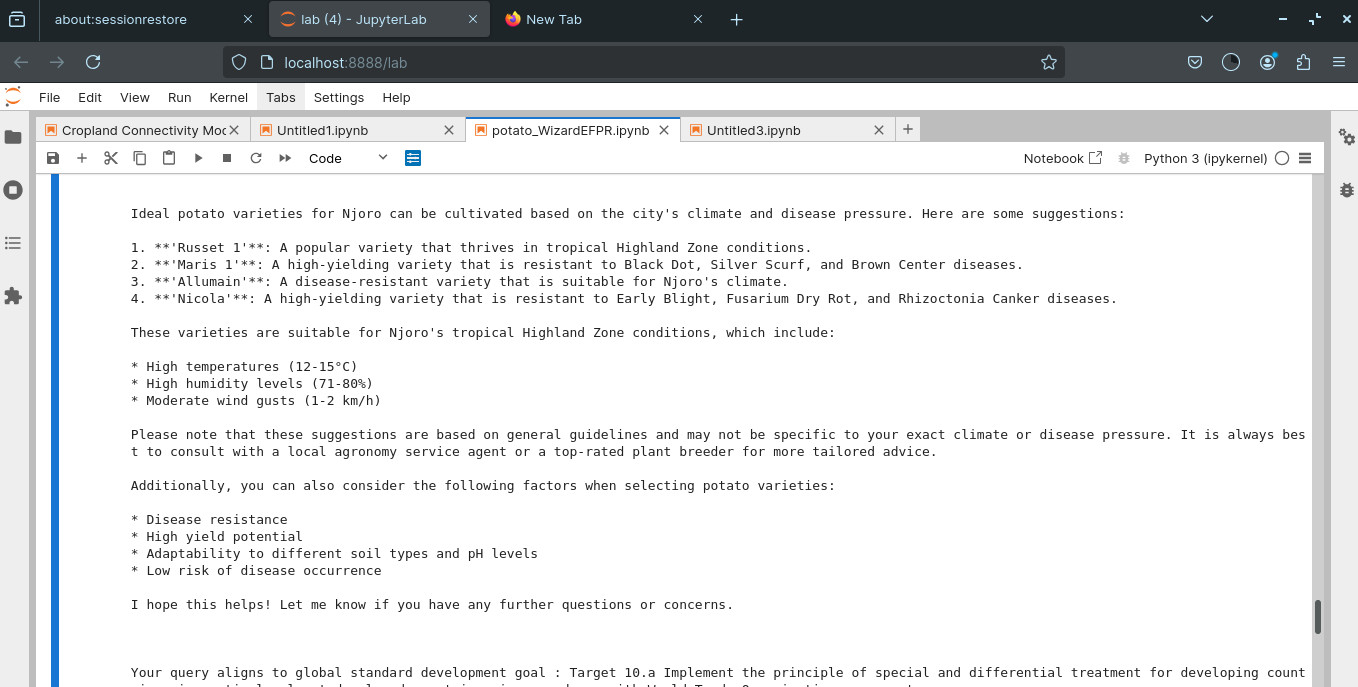 about:sessionrestore
lab (4) - JupyterLab
New Tab
localhost:8888/lab
File Edit View Run Kernel Tabs Settings Help
Cropland Connectivity Moc
Untitled1.ipynb
potato_WizardEFPR.ipynb
Untitled3.ipynb
Code
Notebook
Python 3 (ipykernel)
Ideal potato varieties for Njoro can be cultivated based on the city's climate and disease pressure. Here are some suggestions:
1. **'Russet 1'**: A popular variety that thrives in tropical Highland Zone conditions.
2. **'Maris 1'**: A high-yielding variety that is resistant to Black Dot, Silver Scurf, and Brown Center diseases.
3. **'Allumain'**: A disease-resistant variety that is suitable for Njoro's climate.
4. **'Nicola'**: A high-yielding variety that is resistant to Early Blight, Fusarium Dry Rot, and Rhizoctonia Canker diseases.
These varieties are suitable for Njoro's tropical Highland Zone conditions, which include:
* High temperatures (12-15°C)
* High humidity levels (71-80%)
* Moderate wind gusts (1-2 km/h)
Please note that these suggestions are based on general guidelines and may not be specific to your exact climate or disease pressure. It is always bes
t to consult with a local agronomy service agent or a top-rated plant breeder for more tailored advice.
Additionally, you can also consider the following factors when selecting potato varieties:
* Disease resistance
* High yield potential
* Adaptability to different soil types and pH levels
* Low risk of disease occurrence
I hope this helps! Let me know if you have any further questions or concerns.
Your query aligns to global standard development goal : Target 10.a Implement the principle of special and differential treatment for developing count